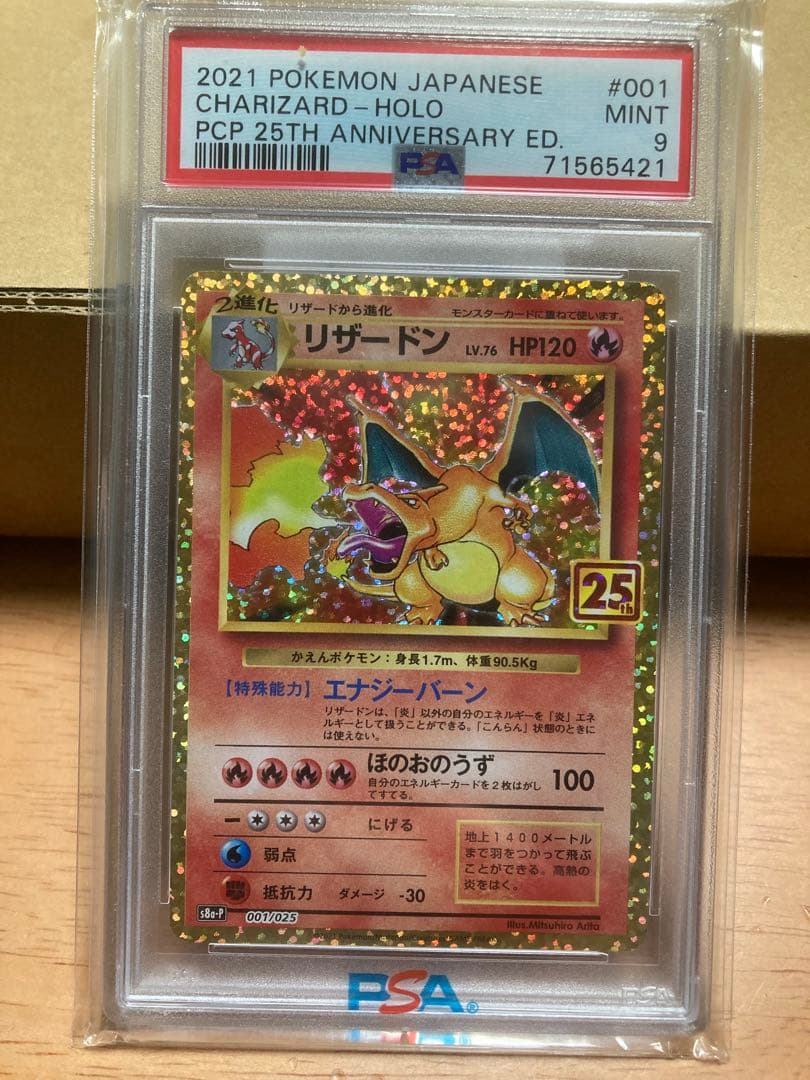 2021 POKEMON JAPANESE #001
CHARIZARD-HOLO MINT
PCP 25TH ANNIVERSARY ED. 9
PSA 71565421
2進化 リザードから進化 モンスターカードに重ねて使います。
リザードン LV.76 HP120
25th
かえんポケモン:身長1.7m、体重90.5Kg
【特殊能力】エナジーバーン
リザードンは、「炎」以外の自分のエネルギーを「炎」エネ
ルギーとして扱うことができる。「こんらん」状態のときに
は使えない。
ほのおのうず 100
自分のエネルギーカードを2枚はがし
てすてる。
ー にげる
弱点
抵抗力 ダメージ -30
地上1400メートル
まで羽をつかって飛ぶ
ことができる。高熱の
炎をはく。
s8a-P 001/025
Illus.Mitsuhiro Arita
PSA®
PSA